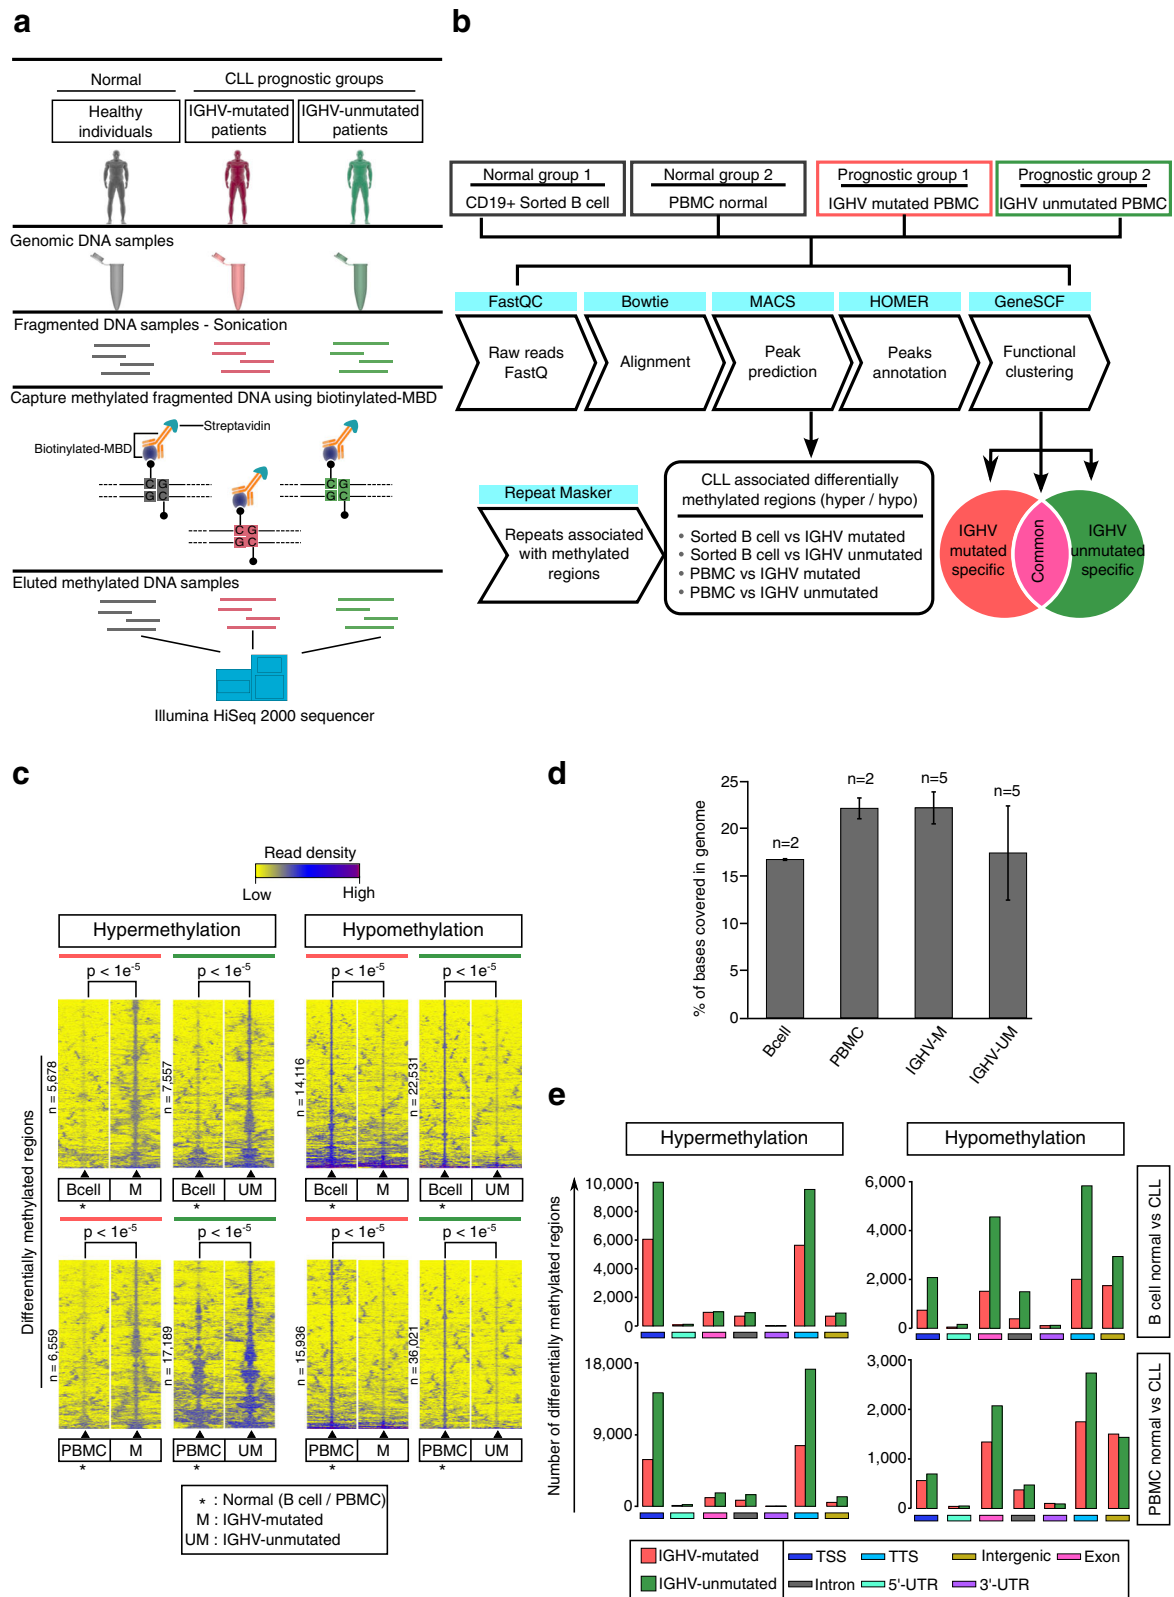 a
Normal
CLL prognostic groups
Healthy
individuals
IGHV-mutated
patients
IGHV-unmutated
patients
Genomic DNA samples
Fragmented DNA samples - Sonication
Capture methylated fragmented DNA using biotinylated-MBD
Streptavidin
Biotinylated-MBD
C G
G C
C G
G C
C G
G C
Eluted methylated DNA samples
Illumina HiSeq 2000 sequencer
b
Normal group 1
CD19+ Sorted B cell
Normal group 2
PBMC normal
Prognostic group 1
IGHV mutated PBMC
Prognostic group 2
IGHV unmutated PBMC
FastQC
Bowtie
MACS
HOMER
GeneSCF
Raw reads
FastQ
Alignment
Peak
prediction
Peaks
annotation
Functional
clustering
Repeat Masker
Repeats associated
with methylated
regions
CLL associated differentially
methylated regions (hyper / hypo)
• Sorted B cell vs IGHV mutated
• Sorted B cell vs IGHV unmutated
• PBMC vs IGHV mutated
• PBMC vs IGHV unmutated
IGHV
mutated
specific
Common
IGHV
unmutated
specific
c
Read density
Low
High
Hypermethylation
Hypomethylation
p < 1e-5
p < 1e-5
p < 1e-5
p < 1e-5
Differentially methylated regions
n = 5,678
n = 7,557
n = 14,116
n = 22,531
Bcell M
Bcell UM
Bcell M
Bcell UM
* * * *
p < 1e-5
p < 1e-5
p < 1e-5
p < 1e-5
n = 6,559
n = 17,189
n = 15,936
n = 36,021
PBMC M
PBMC UM
PBMC M
PBMC UM
* * * *
* : Normal (B cell / PBMC)
M : IGHV-mutated
UM : IGHV-unmutated
d
% of bases covered in genome
25
20
15
10
5
0
n=2
n=2
n=5
n=5
Bcell
PBMC
IGHV-M
IGHV-UM
e
Hypermethylation
Hypomethylation
Number of differentially methylated regions
10,000
8,000
6,000
4,000
2,000
0
6,000
4,000
2,000
0
B cell normal vs CLL
18,000
9,000
0
3,000
2,000
1,000
0
PBMC normal vs CLL
IGHV-mutated
IGHV-unmutated
TSS
TTS
Intergenic
Exon
Intron
5'-UTR
3'-UTR